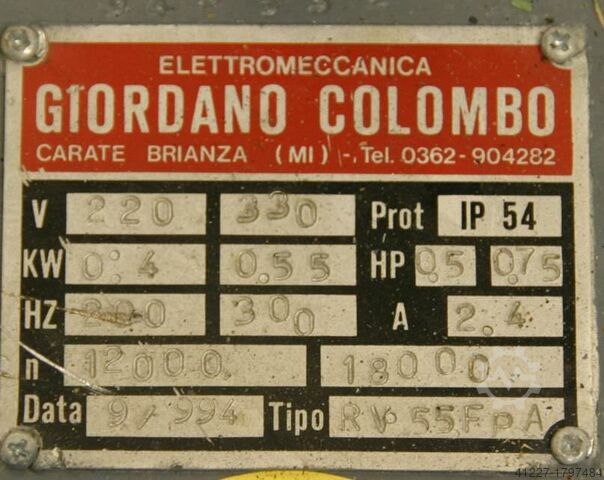 ELETTROMECCANICA
GIORDANO COLOMBO
CARATE BRIANZA (MI) - Tel. 0362-904282
V 220 330 Prot IP 54
KW 0.4 0.55 HP 0.5 0.75
HZ 200 300 A 2.4
n 12000 18000
Data 9/994 Tipo RV 55FPA
41227-1797484